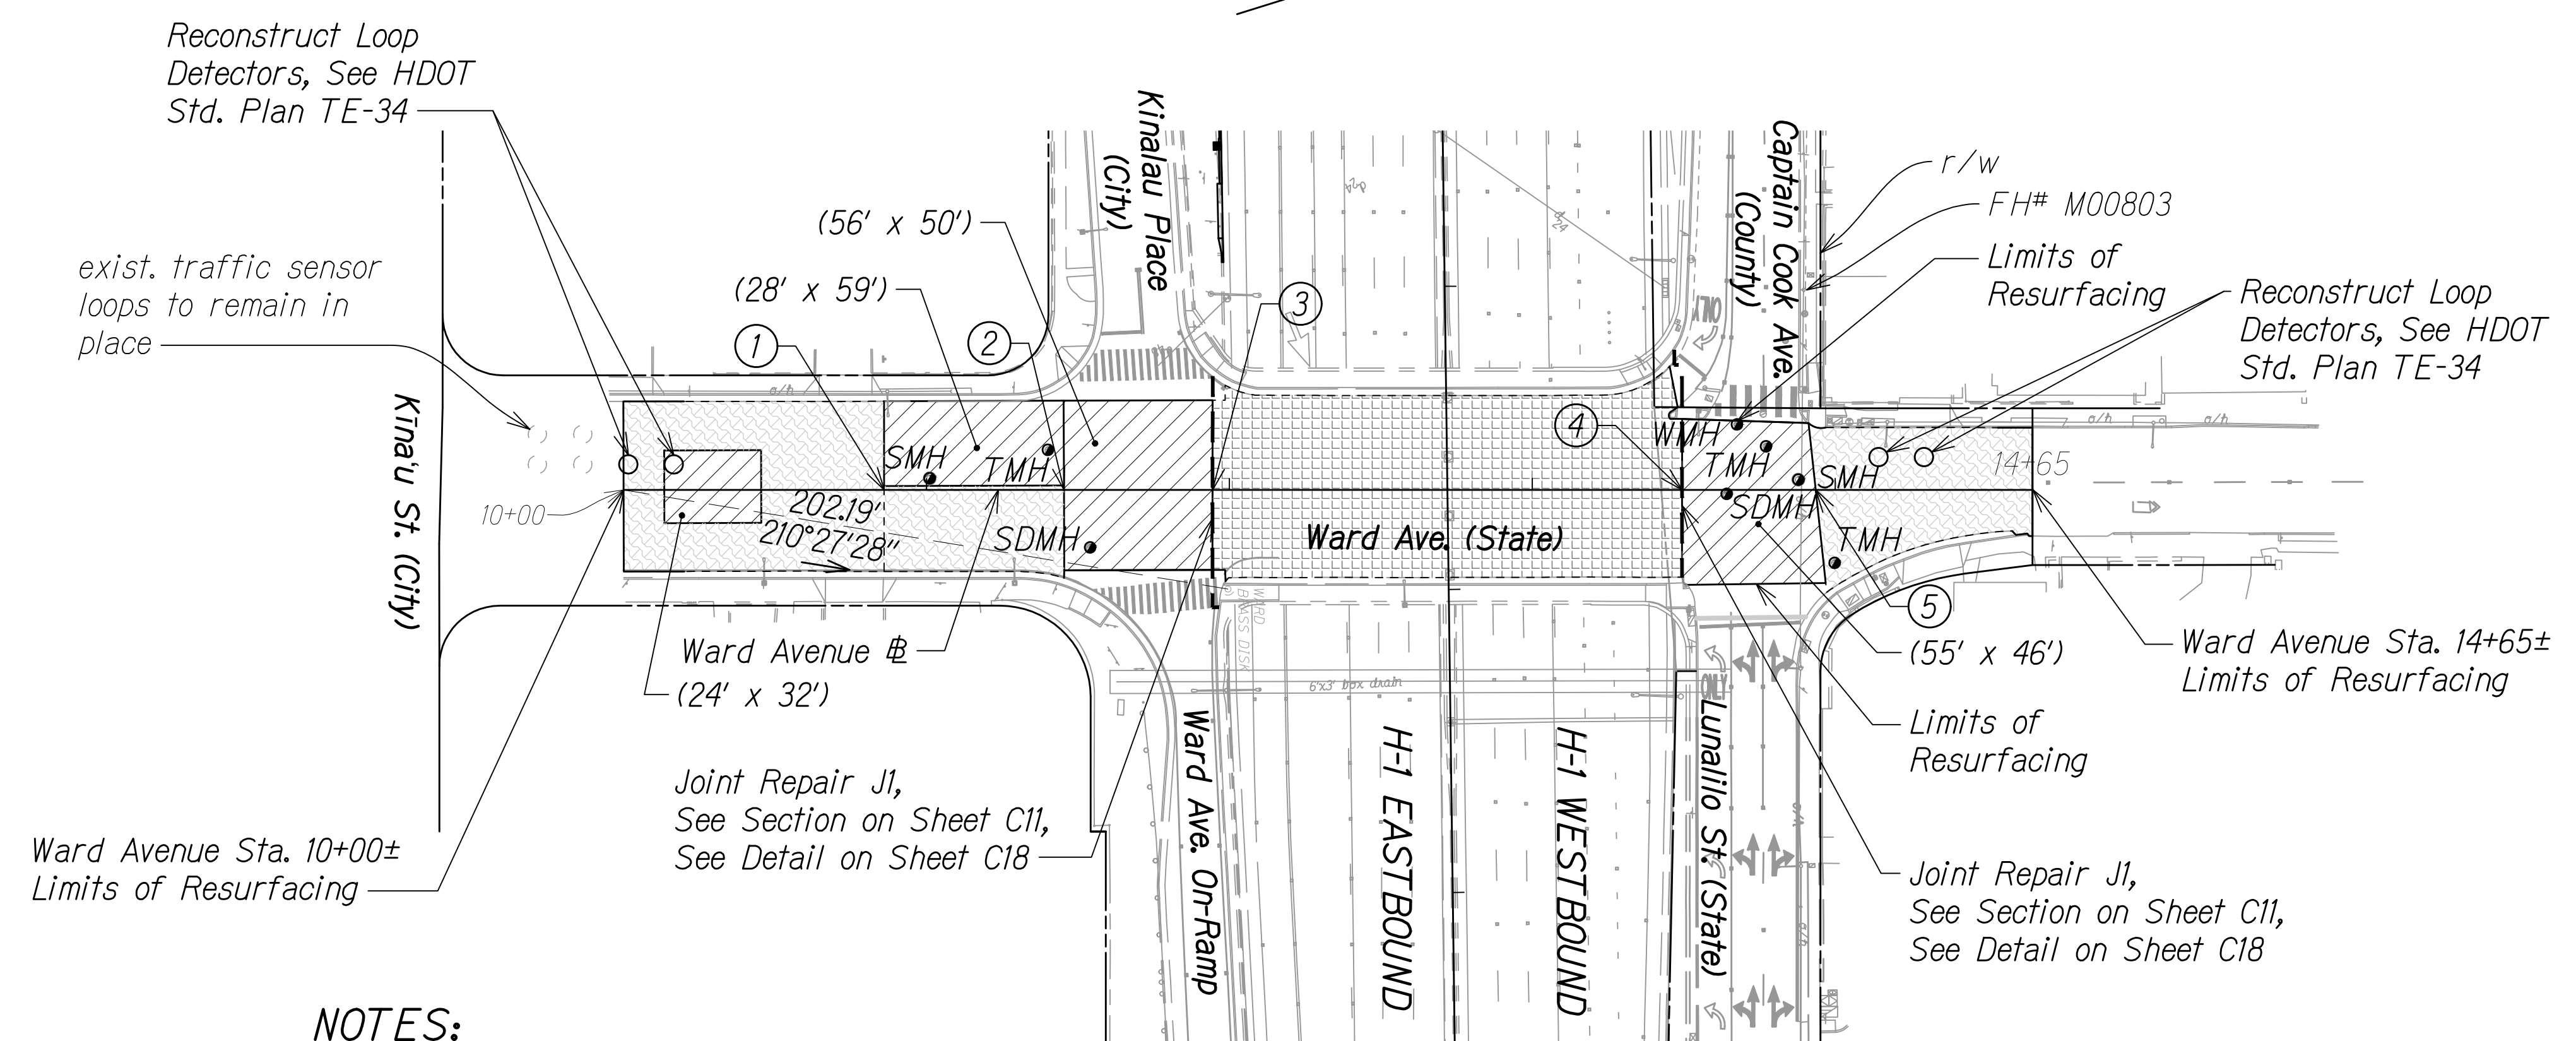 Reconstruct Loop
Detectors, See HDOT
Std. Plan TE-34
exist. traffic sensor
loops to remain in
place
Kīna'u St. (City)
10+00
Ward Avenue Sta. 10+00±
Limits of Resurfacing
(56' x 50')
(28' x 59')
1
2
3
4
5
SMH
TMH
202.19'
210°27'28"
SDMH
Ward Avenue BL
(24' x 32')
Joint Repair J1,
See Section on Sheet C11,
See Detail on Sheet C18
Kinalau Place
(City)
Ward Ave. On-Ramp
WARD
BRASS DISK
6'x3' box drain
Ward Ave. (State)
H-1 EASTBOUND
H-1 WESTBOUND
Lunalilo St. (State)
ONLY
ONLY
Captain Cook Ave.
(County)
WMH
TMH
SMH
SDMH
TMH
r/w
FH# M00803
Limits of
Resurfacing
Reconstruct Loop
Detectors, See HDOT
Std. Plan TE-34
14+65
Ward Avenue Sta. 14+65±
Limits of Resurfacing
(55' x 46')
Limits of
Resurfacing
Joint Repair J1,
See Section on Sheet C11,
See Detail on Sheet C18
NOTES: